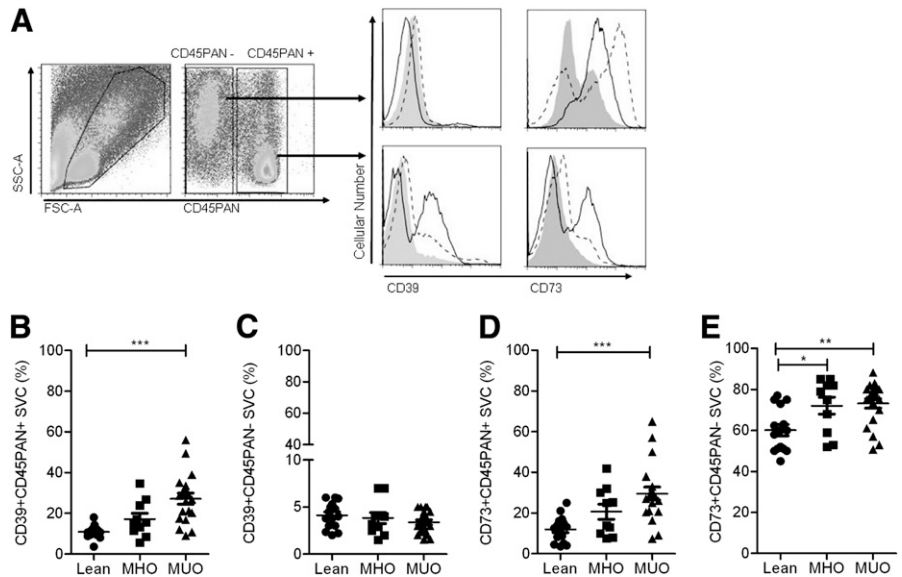 A
CD45PAN - CD45PAN +
SSC-A
FSC-A
CD45PAN
Cellular Number
CD39
CD73
B
CD39+CD45PAN+ SVC (%)
100
80
60
40
20
0
***
Lean MHO MUO
C
CD39+CD45PAN- SVC (%)
100
80
60
40
10
5
0
Lean MHO MUO
D
CD73+CD45PAN+ SVC (%)
100
80
60
40
20
0
***
Lean MHO MUO
E
CD73+CD45PAN- SVC (%)
100
80
60
40
20
0
**
*
Lean MHO MUO